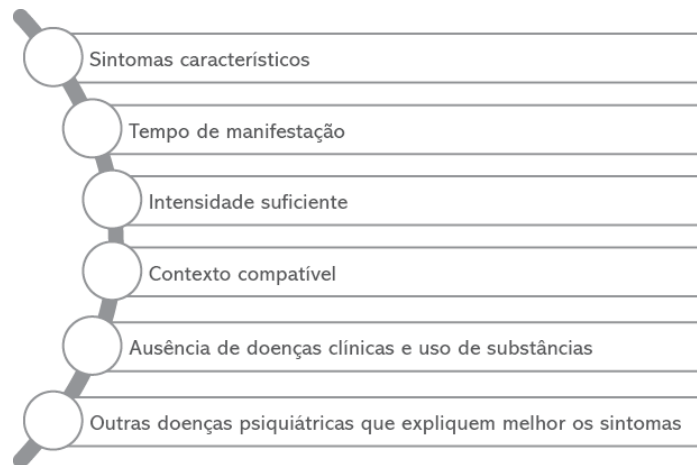 Sintomas característicos
Tempo de manifestação
Intensidade suficiente
Contexto compatível
Ausência de doenças clínicas e uso de substâncias
Outras doenças psiquiátricas que expliquem melhor os sintomas